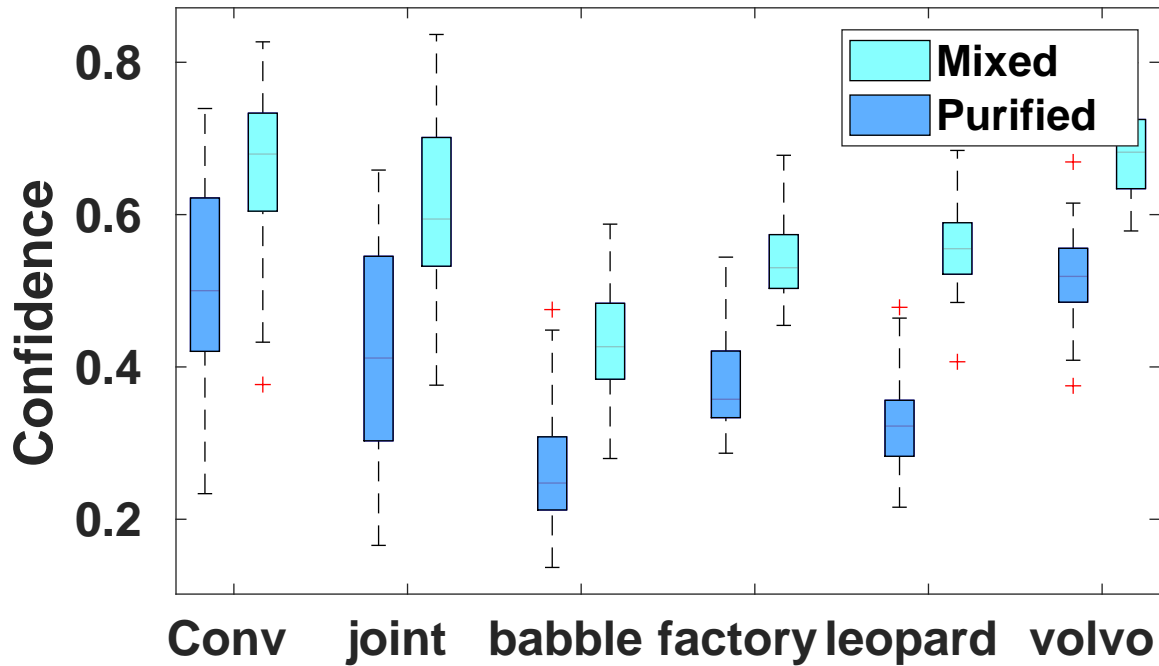 Mixed
Purified
Confidence
0.8
0.6
0.4
0.2
Conv joint babble factory leopard volvo